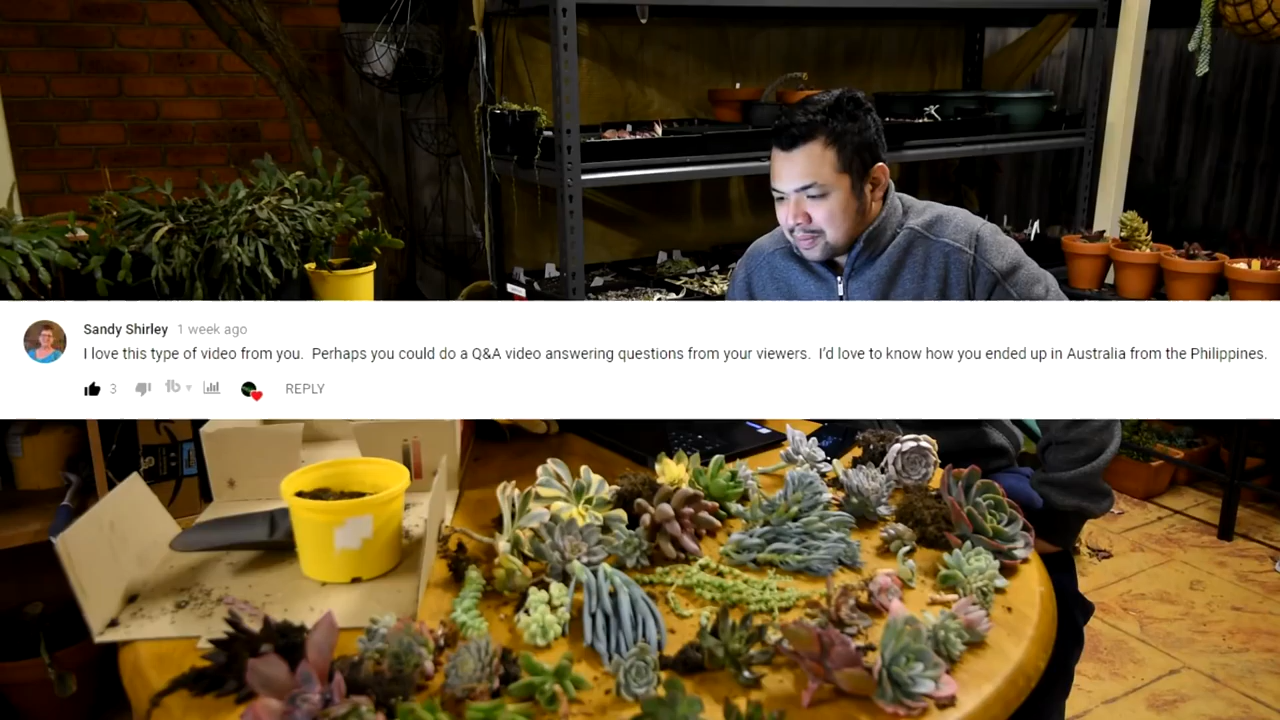 Sandy Shirley 1 week ago
I love this type of video from you. Perhaps you could do a Q&A video answering questions from your viewers. I'd love to know how you ended up in Australia from the Philippines.
3
REPLY